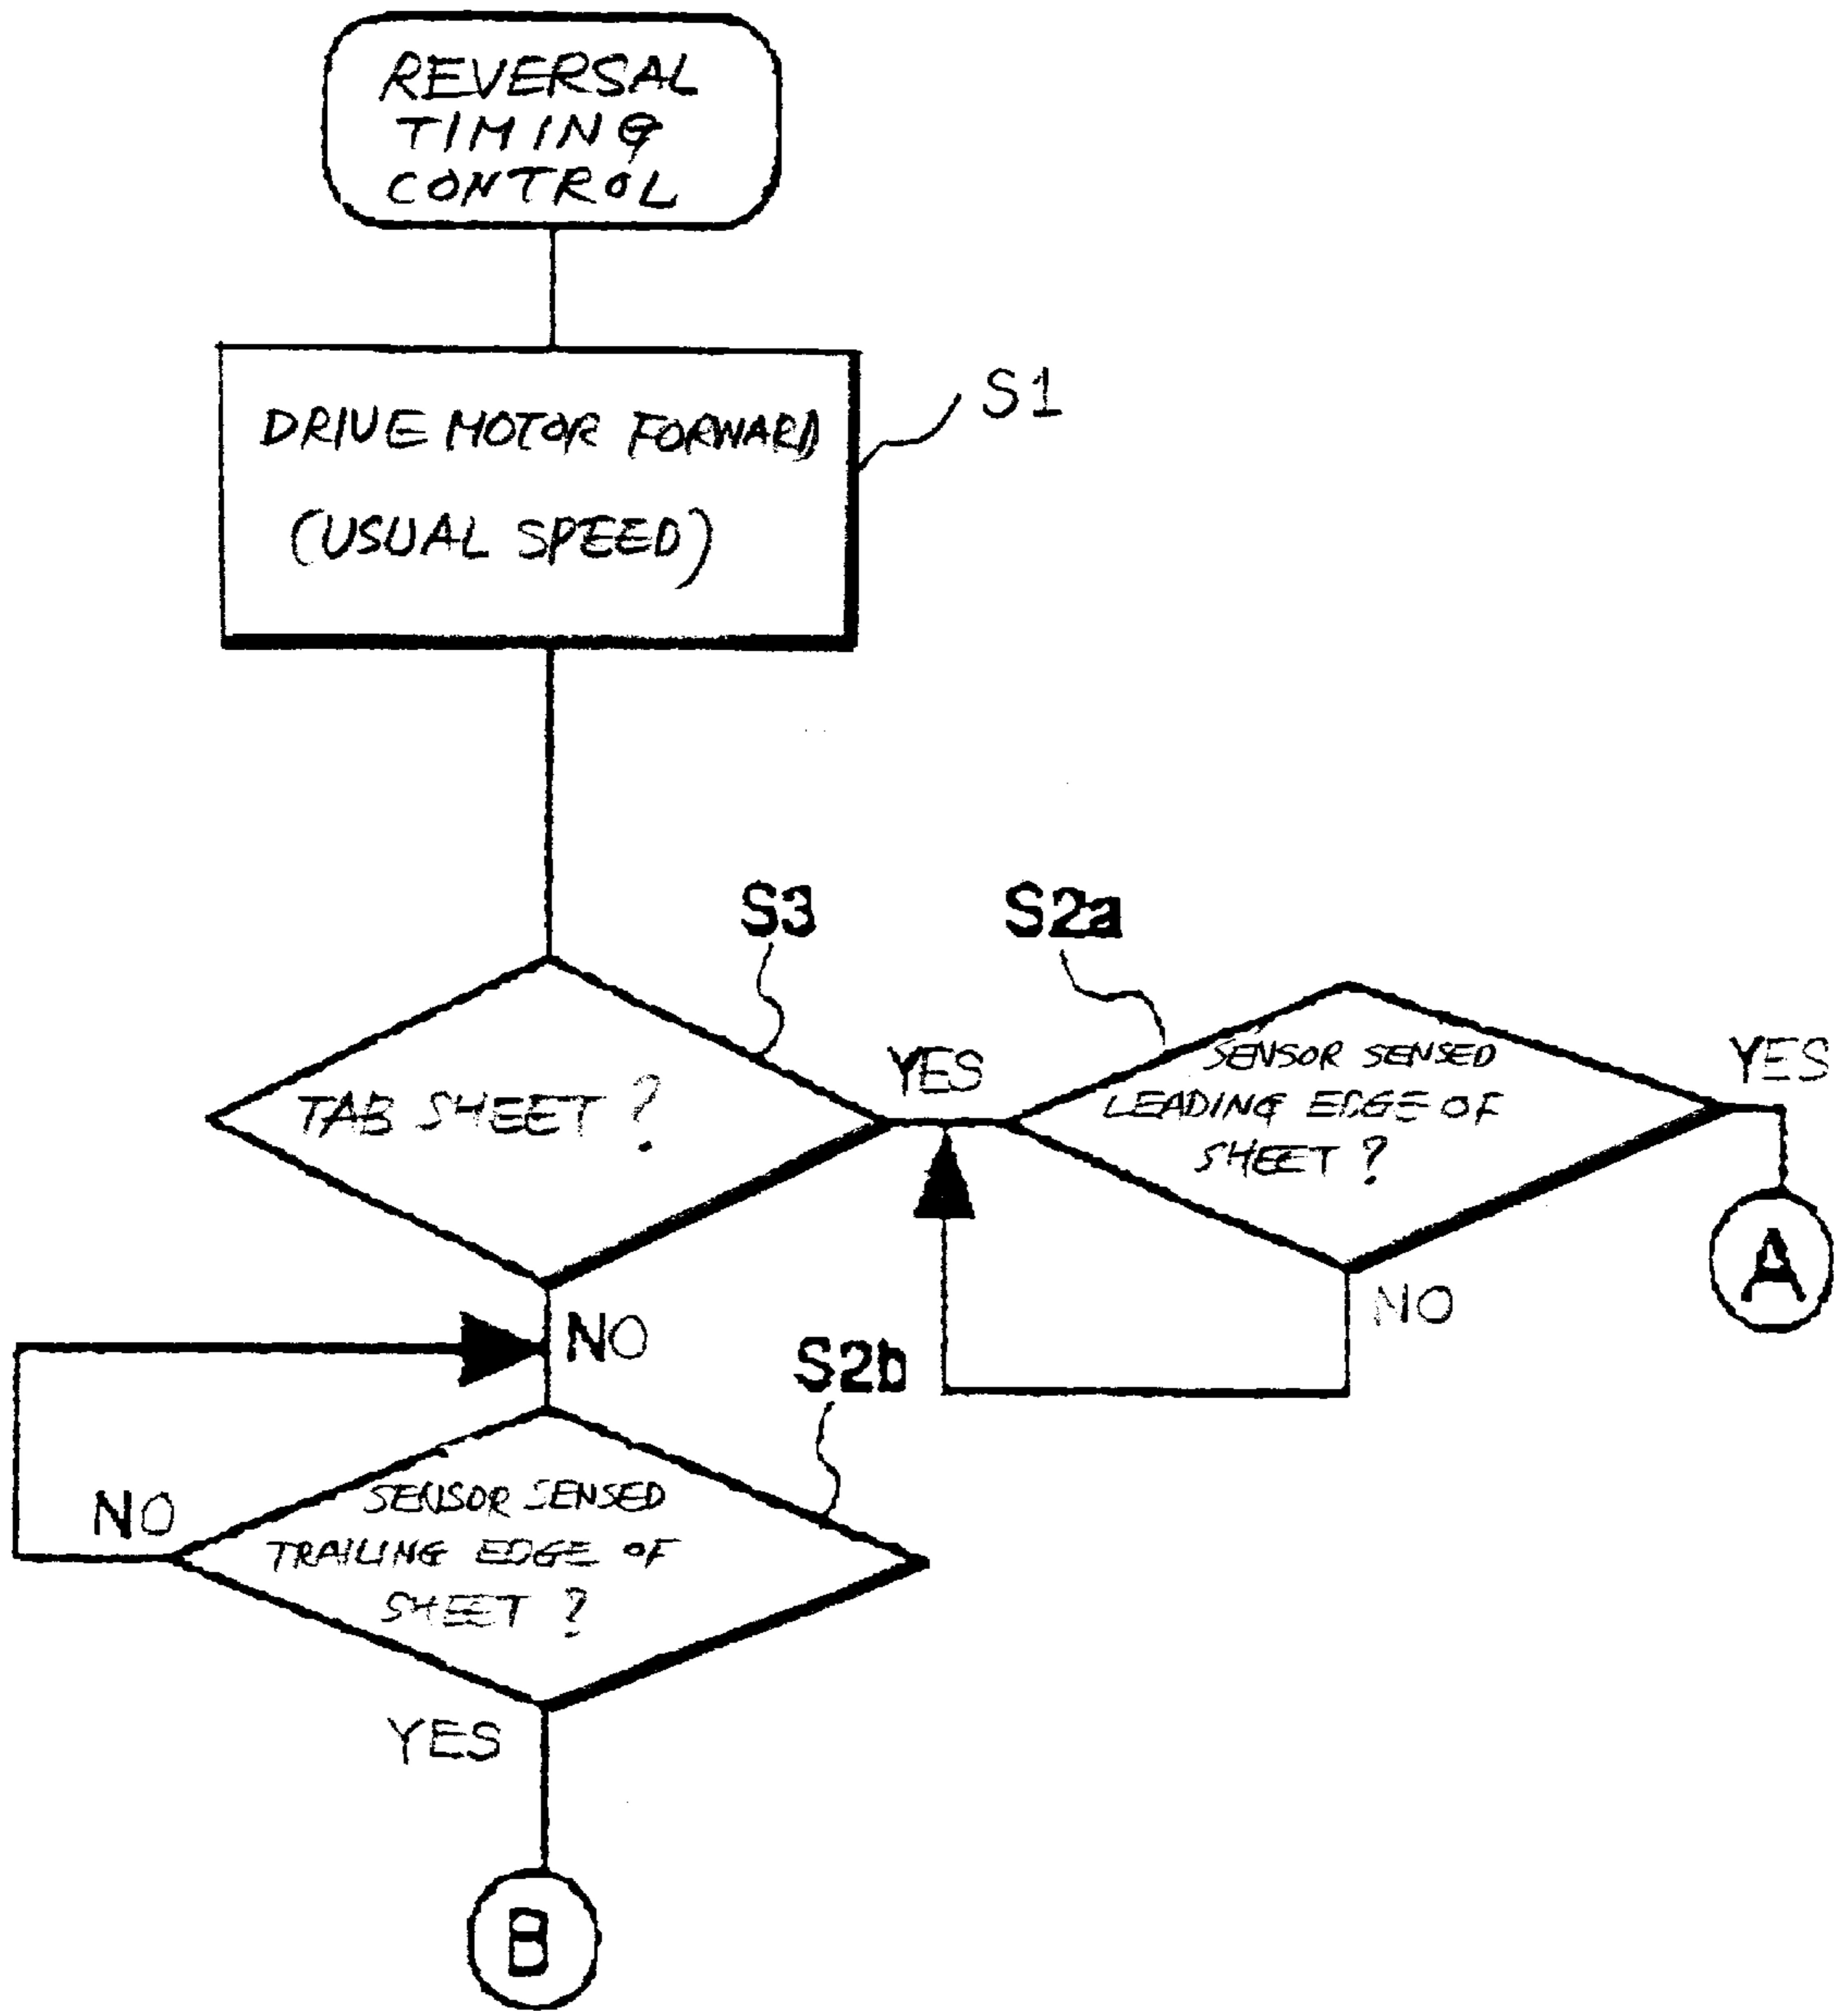 REVERSAL
TIMING
CONTROL
DRIVE MOTOR FORWARD
(USUAL SPEED)
S1
S3
S2a
TAB SHEET ?
YES
SENSOR SENSED
LEADING EDGE OF
SHEET ?
YES
A
NO
NO
S2b
NO
SENSOR SENSED
TRAILING EDGE OF
SHEET ?
YES
B